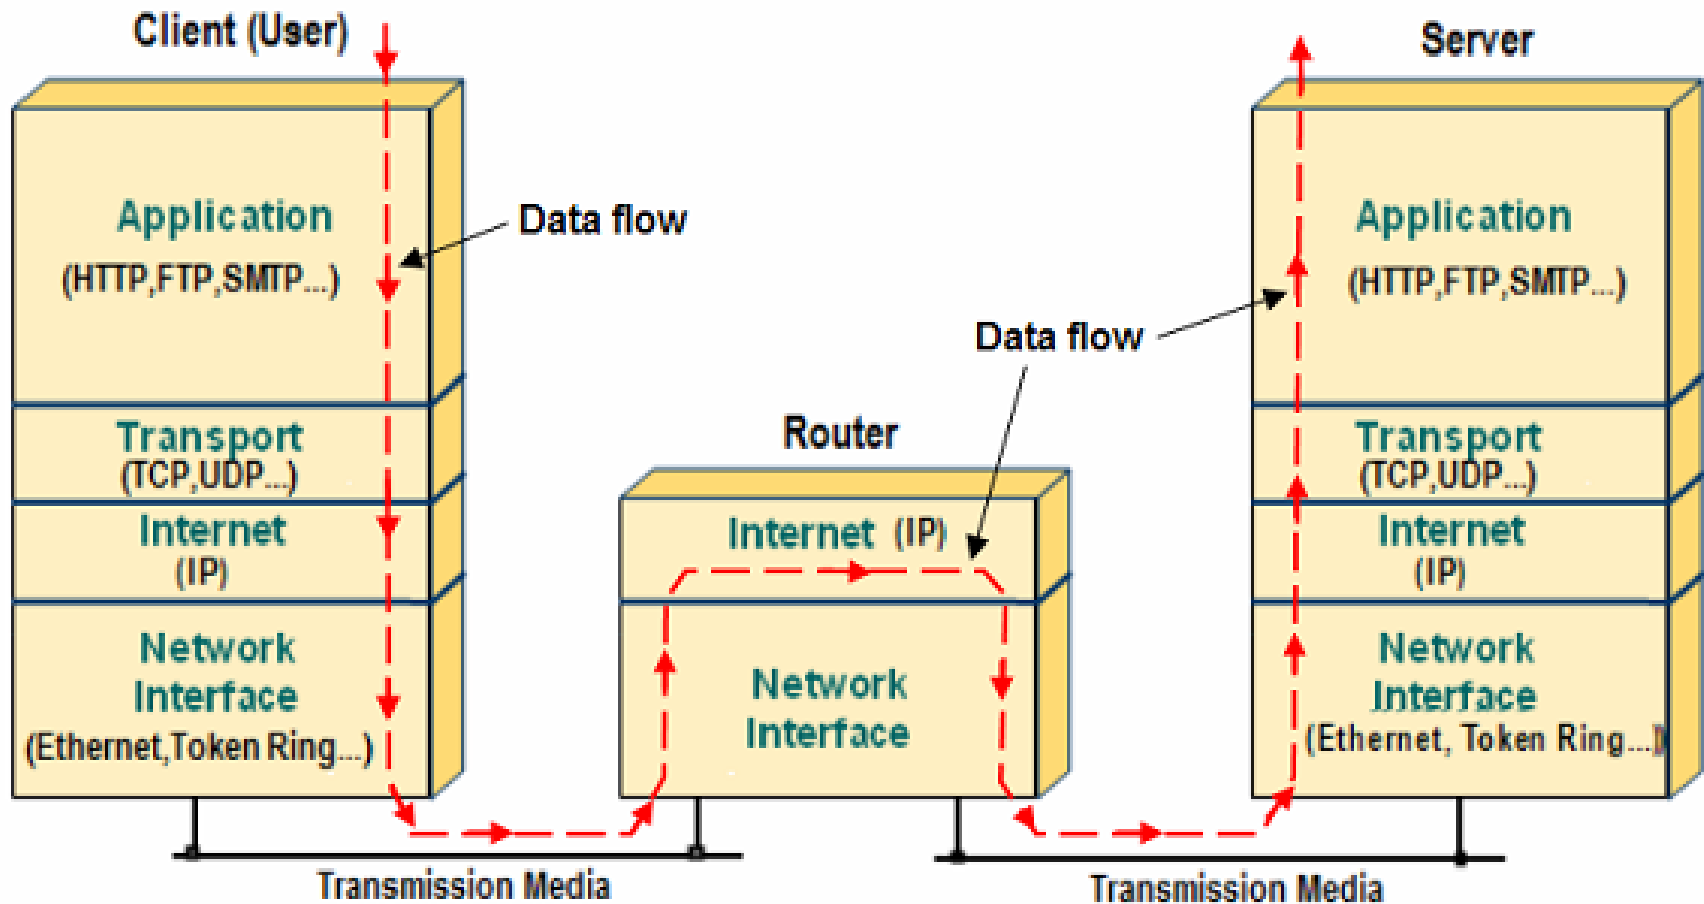 Client (User)
Application
(HTTP,FTP,SMTP...)
Transport
(TCP,UDP...)
Internet
(IP)
Network
Interface
(Ethernet,Token Ring...)
Data flow
Router
Internet (IP)
Network
Interface
Data flow
Server
Application
(HTTP,FTP,SMTP...)
Transport
(TCP,UDP...)
Internet
(IP)
Network
Interface
(Ethernet, Token Ring...])
Transmission Media
Transmission Media